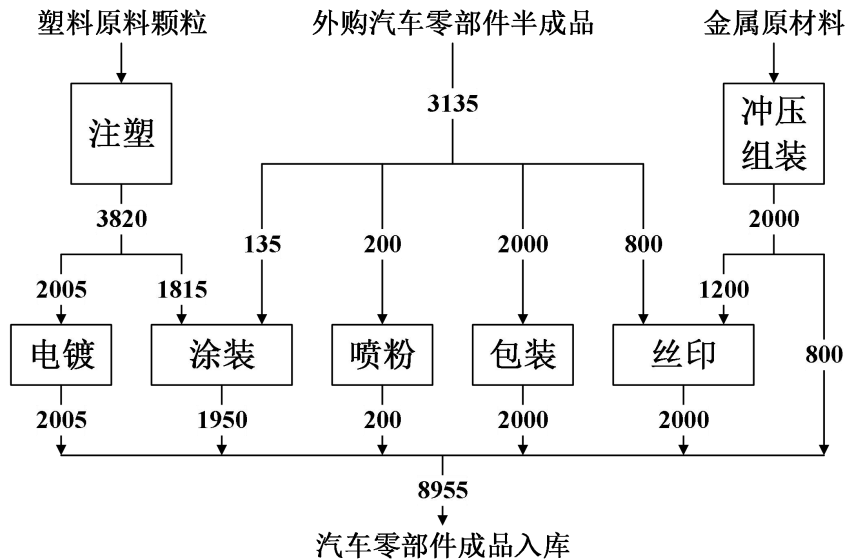 塑料原料颗粒
外购汽车零部件半成品
金属原材料
3135
注塑
冲压
组装
3820
2000
135
200
2000
800
2005
1815
1200
电镀
涂装
喷粉
包装
丝印
800
2005
1950
200
2000
2000
8955
汽车零部件成品入库